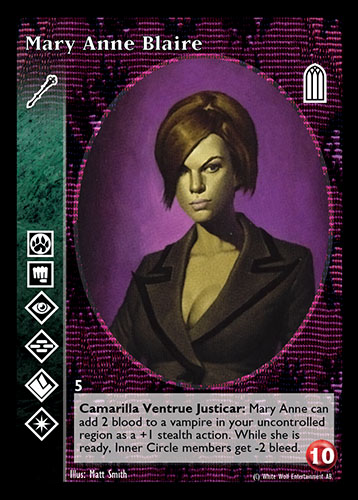 Mary Anne Blaire
5
Camarilla Ventrue Justicar: Mary Anne can
add 2 blood to a vampire in your uncontrolled
region as a +1 stealth action. While she is
ready, Inner Circle members get -2 bleed.
10
Illus: Matt Smith
(C) White Wolf Entertainment AB.